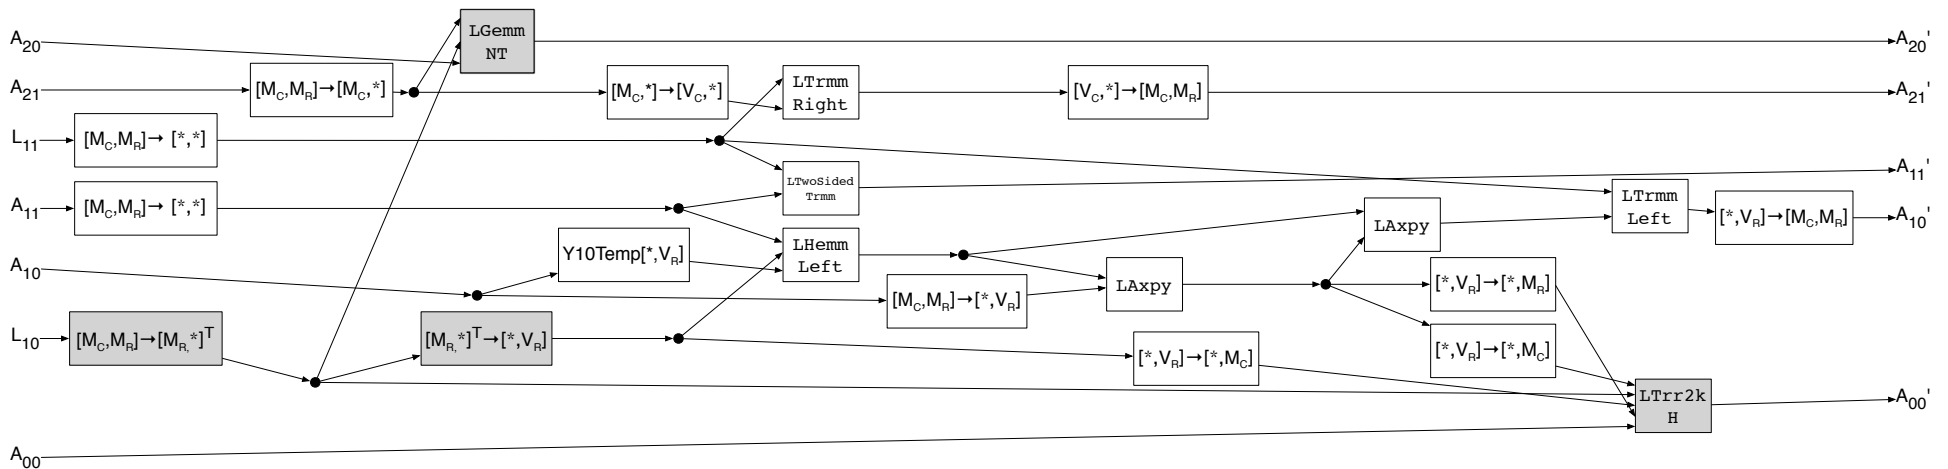 A20
A21
L11
A11
A10
L10
A00
LGemm
NT
[MC,MR]→[MC,*]
[MC,MR]→ [*,*]
[MC,MR]→ [*,*]
[MC,*]→[VC,*]
LTrmm
Right
[VC,*]→[MC,MR]
LTwoSided
Trmm
Y10Temp[*,VR]
LHemm
Left
[MC,MR]→[*,VR]
LAxpy
LAxpy
LTrmm
Left
[*,VR]→[MC,MR]
[MC,MR]→[MR,*]T
[MR,*]T→[*,VR]
[*,VR]→[*,MC]
[*,VR]→[*,MR]
[*,VR]→[*,MC]
LTrr2k
H
A20'
A21'
A11'
A10'
A00'